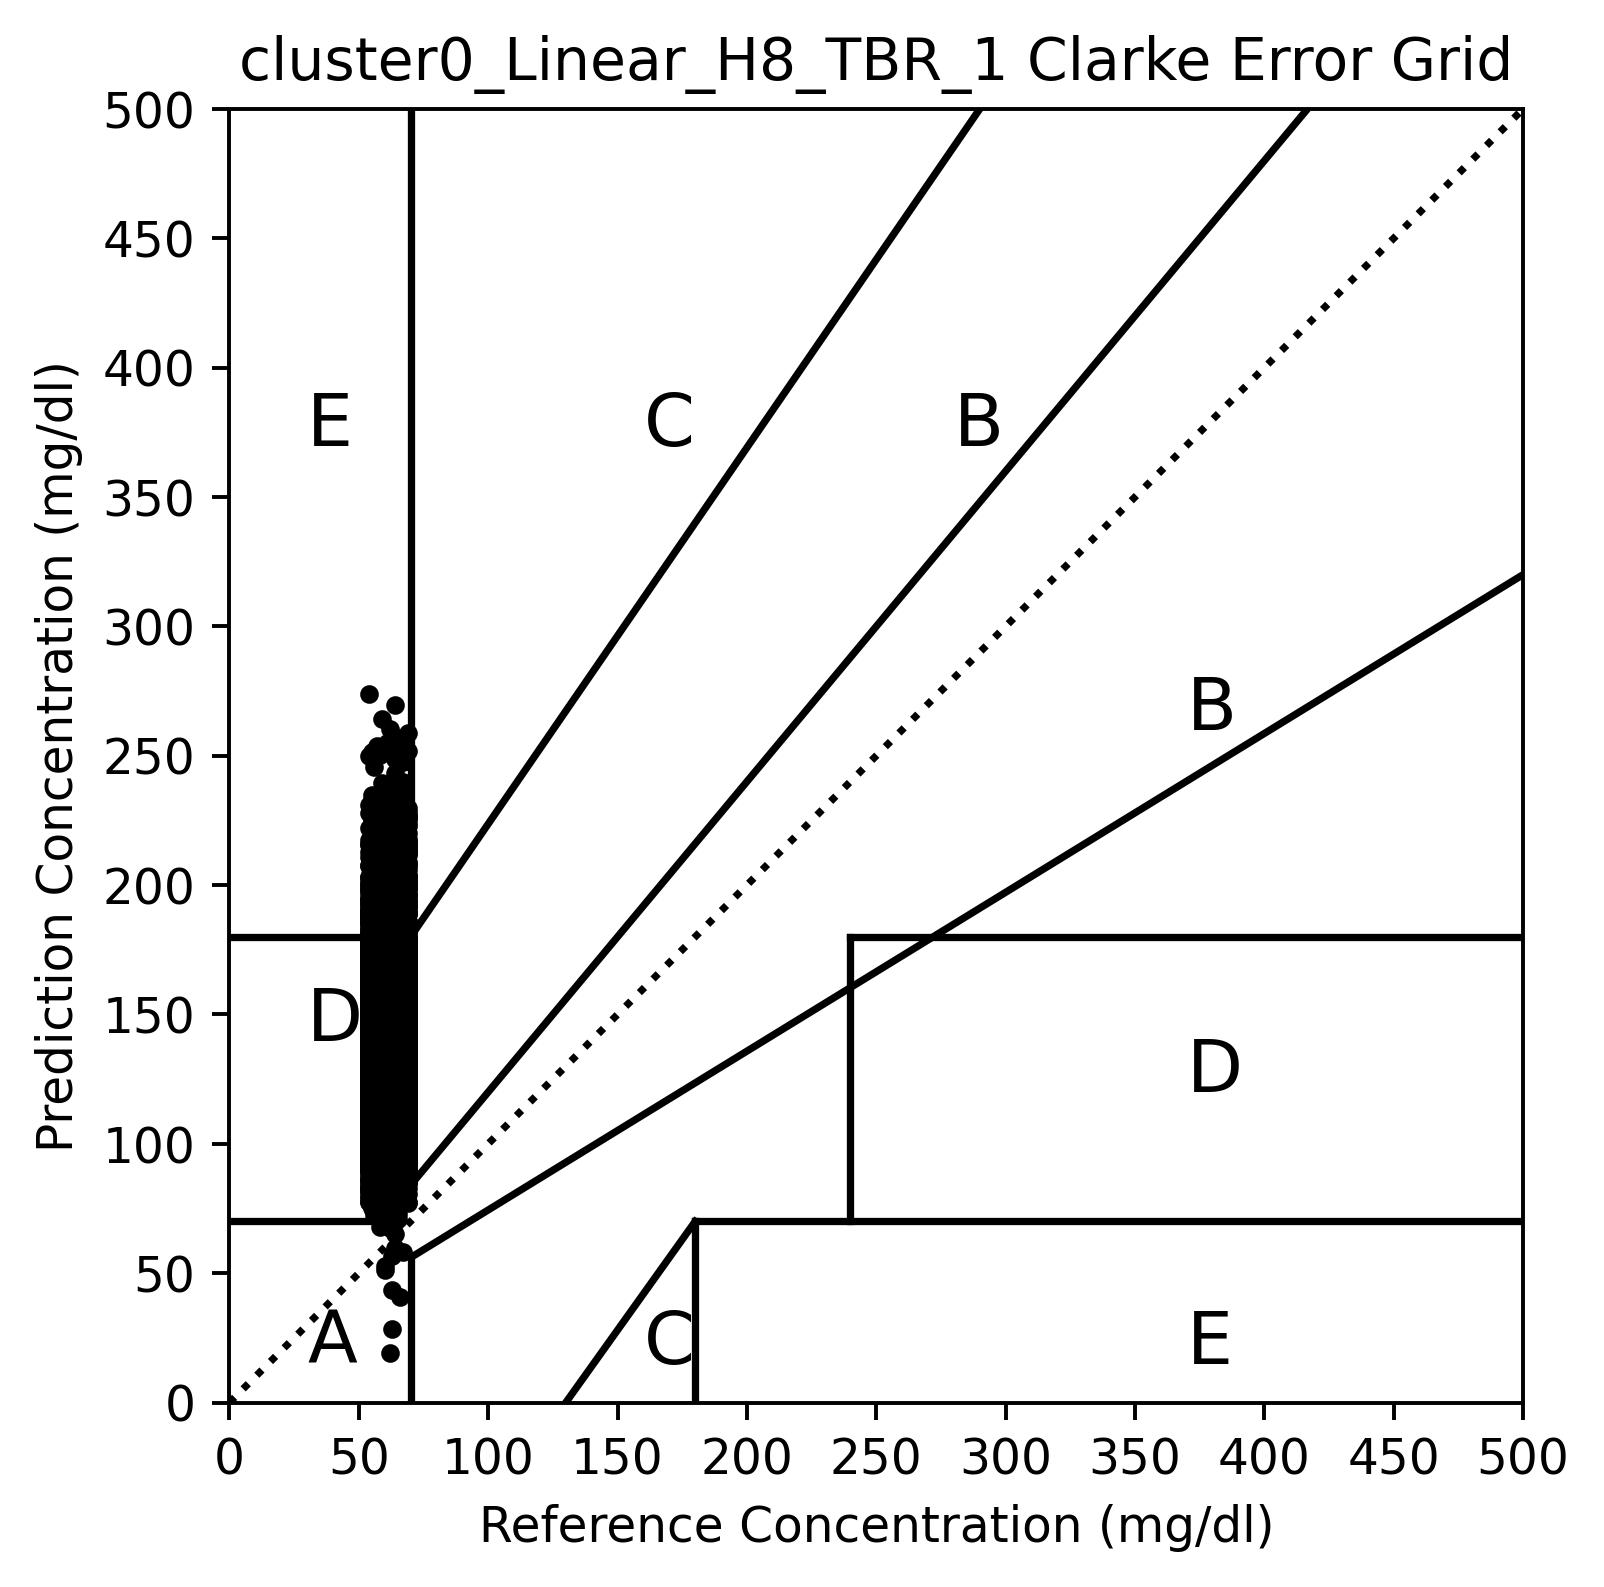 cluster0_Linear_H8_TBR_1 Clarke Error Grid
500
450
400
350
300
250
200
150
100
50
0
Prediction Concentration (mg/dl)
E
C
B
B
D
D
A
C
E
0 50 100 150 200 250 300 350 400 450 500
Reference Concentration (mg/dl)